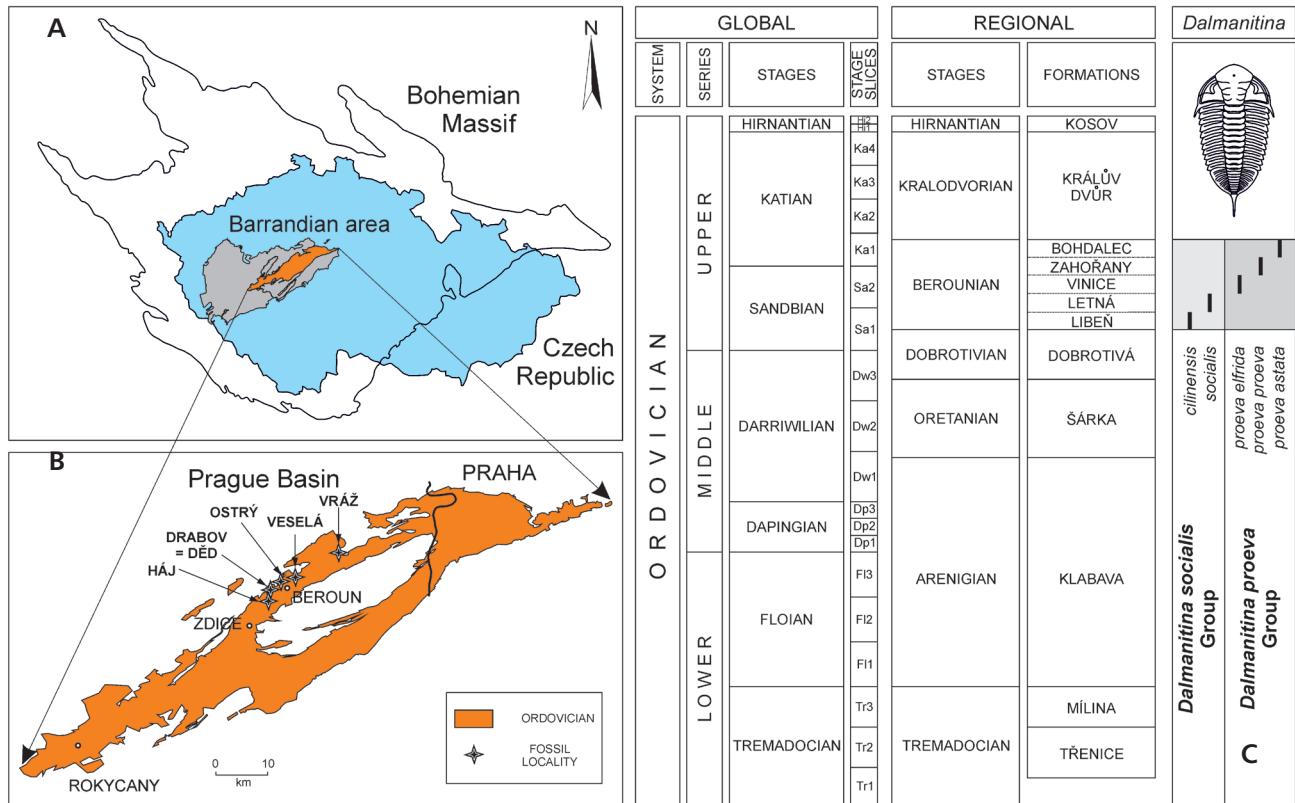 A
N
Bohemian
Massif
Barrandian area
Czech
Republic
B
Prague Basin
PRAHA
VRÁŽ
OSTRÝ
VESELÁ
DRABOV
= DĚD
HÁJ
BEROUN
ZDICE
ROKYCANY
0 10
km
ORDOVICIAN
FOSSIL
LOCALITY
GLOBAL
REGIONAL
Dalmanitina
SYSTEM
SERIES
STAGES
STAGE
SLICES
STAGES
FORMATIONS
ORDOVICIAN
UPPER
MIDDLE
LOWER
HIRNANTIAN
KATIAN
SANDBIAN
DARRIWILIAN
DAPINGIAN
FLOIAN
TREMADOCIAN
Hi2
Hi1
Ka4
Ka3
Ka2
Ka1
Sa2
Sa1
Dw3
Dw2
Dw1
Dp3
Dp2
Dp1
Fl3
Fl2
Fl1
Tr3
Tr2
Tr1
HIRNANTIAN
KRALODVORIAN
BEROUNIAN
DOBROTIVIAN
ORETANIAN
ARENIGIAN
TREMADOCIAN
KOSOV
KRÁLŮV
DVŮR
BOHDALEC
ZAHOŘANY
VINICE
LETNÁ
LIBEŇ
DOBROTIVÁ
ŠÁRKA
KLABAVA
MÍLINA
TŘENICE
cilinensis
socialis
proeva elfrida
proeva proeva
proeva astata
Dalmanitina socialis
Group
Dalmanitina proeva
Group
C